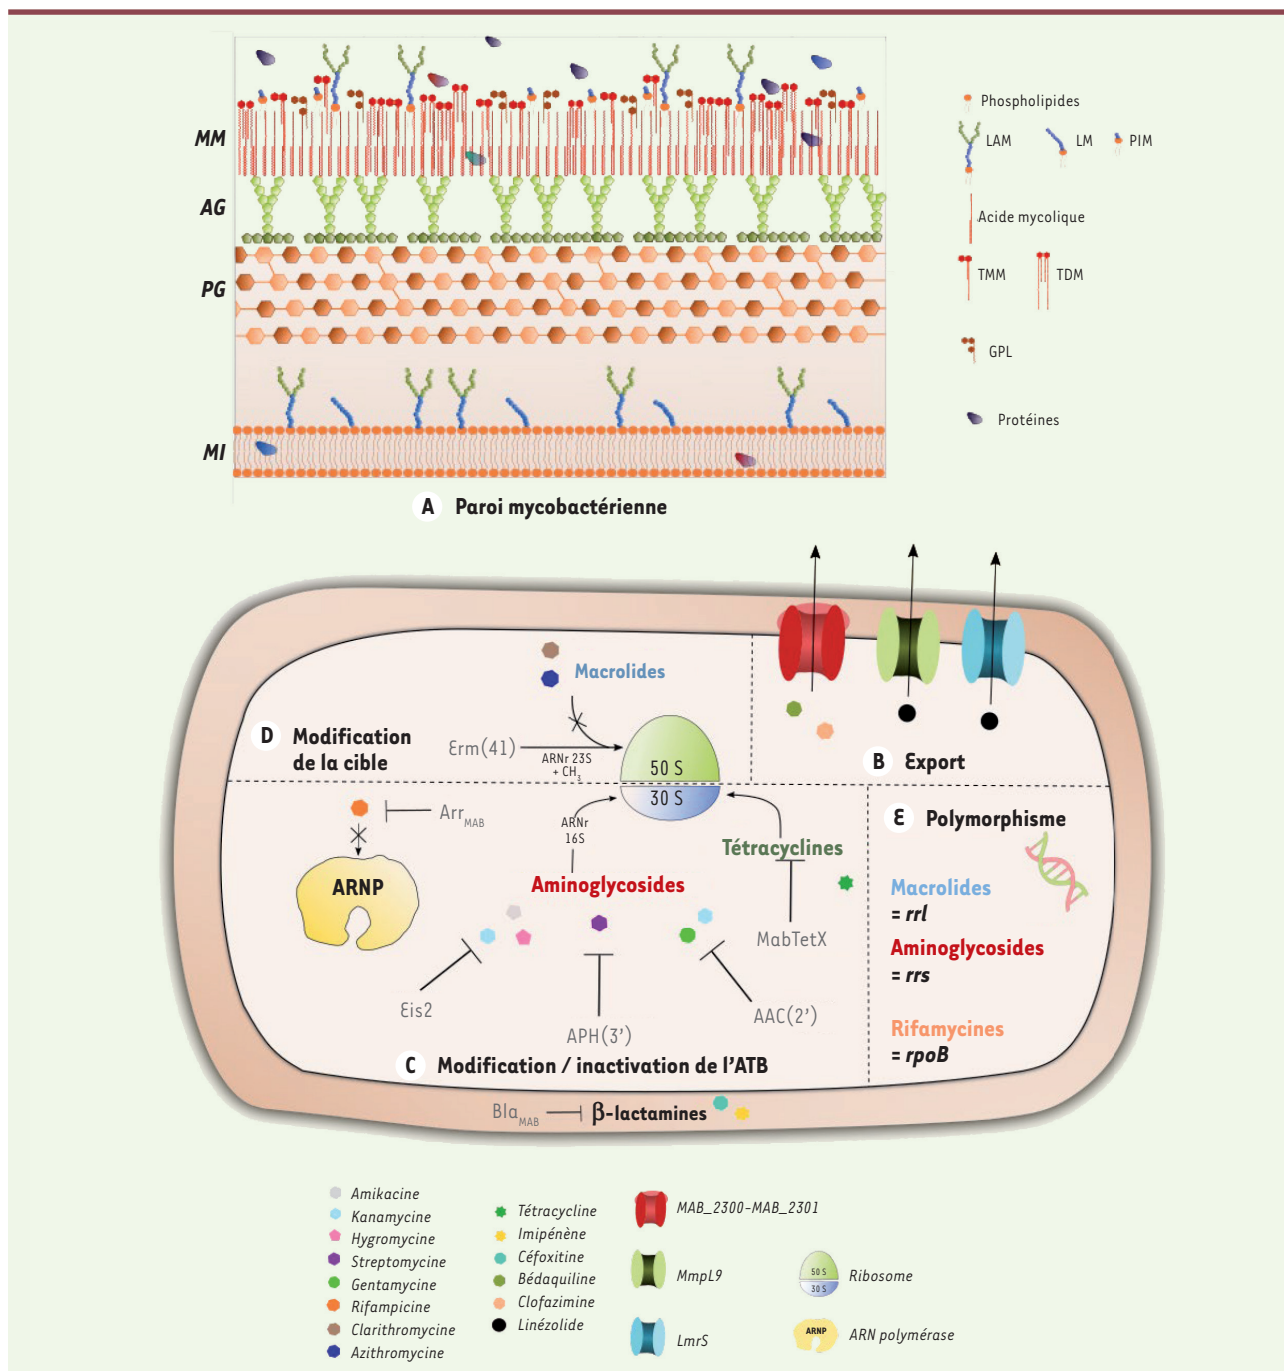 MM
AG
PG
MI
Phospholipides
LAM
LM
PIM
Acide mycolique
TMM
TDM
GPL
Protéines
A Paroi mycobactérienne
Macrolides
D Modification
de la cible
Erm(41)
ARNr 23S
+ CH3
50 S
30 S
B Export
ArrMAB
ARNP
ARNr
16S
Aminoglycosides
Tétracyclines
MabTetX
Eis2
APH(3’)
AAC(2’)
C Modification / inactivation de l’ATB
E Polymorphisme
Macrolides
= rrl
Aminoglycosides
= rrs
Rifamycines
= rpoB
BlaMAB
β-lactamines
Amikacine
Kanamycine
Hygromycine
Streptomycine
Gentamycine
Rifampicine
Clarithromycine
Azithromycine
Tétracycline
Imipénène
Céfoxitine
Bédaquiline
Clofazimine
Linézolide
MAB_2300-MAB_2301
MmpL9
LmrS
50 S
30 S
Ribosome
ARNP
ARN polymérase